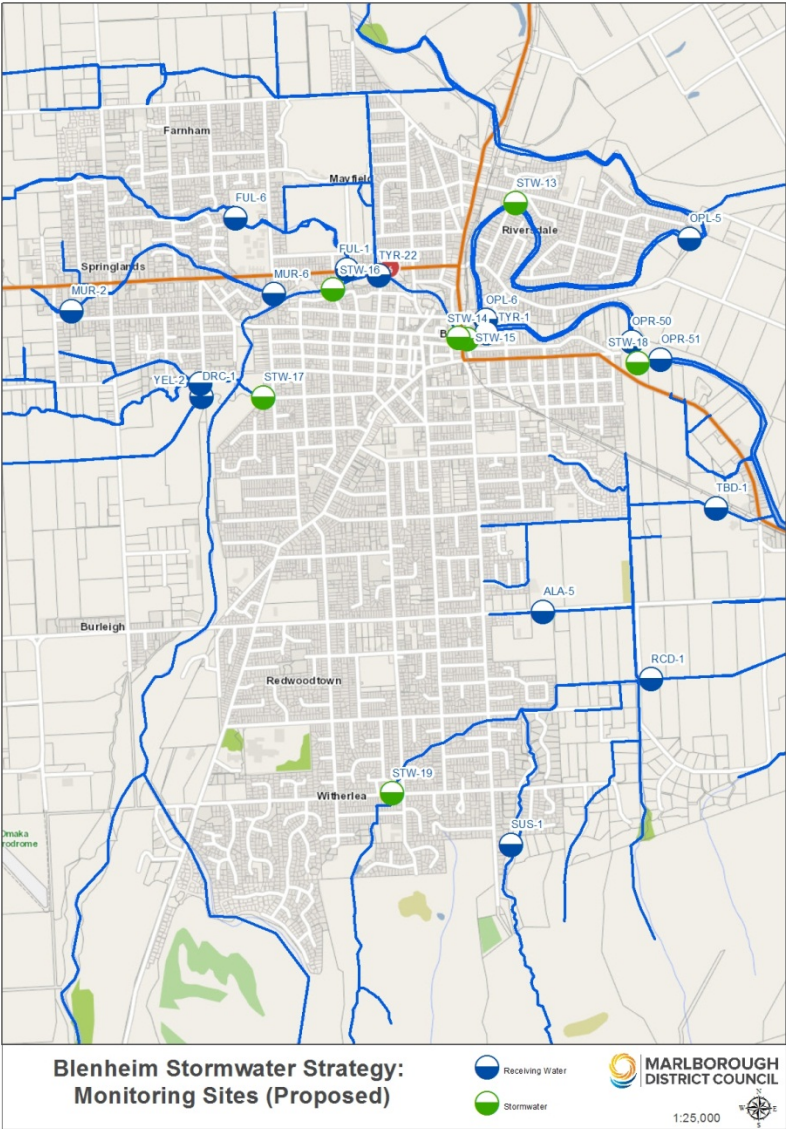 Farnham
Mayfield
STW-13
FUL-6
Riversdale
OPL-5
FUL-1
TYR-22
Springlands
STW-16
MUR-6
MUR-2
OPL-6
STW-14
TYR-1
OPR-50
B
STW-15
STW-18
OPR-51
YEL-2
DRC-1
STW-17
TBD-1
ALA-5
Burleigh
RCD-1
Redwoodtown
STW-19
Witherlea
Omaka
rodrome
SUS-1
Blenheim Stormwater Strategy:
Monitoring Sites (Proposed)
Receiving Water
Stormwater
MARLBOROUGH
DISTRICT COUNCIL
1:25,000
N
W
E
S